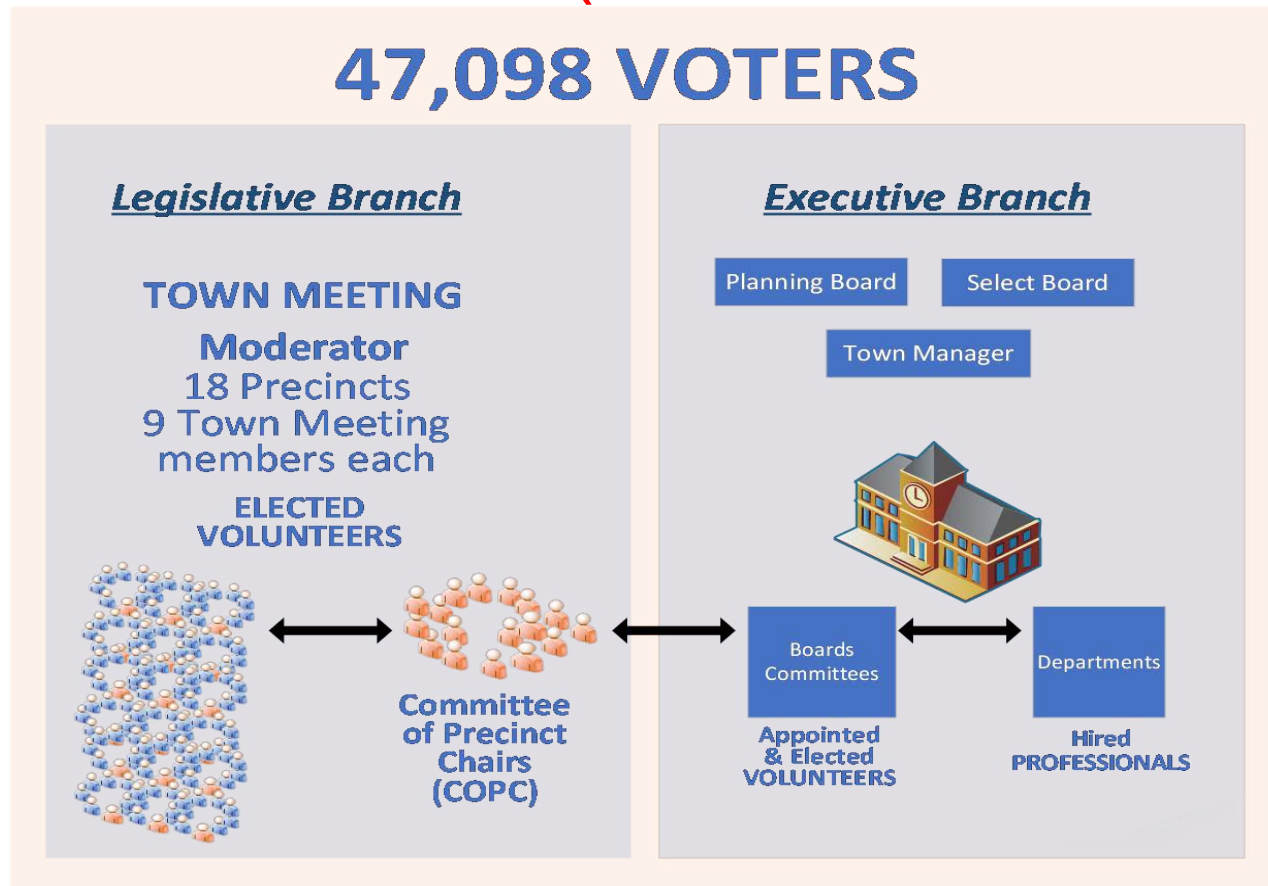 47,098 VOTERS
Legislative Branch
TOWN MEETING
Moderator
18 Precincts
9 Town Meeting
members each
ELECTED
VOLUNTEERS
Committee
of Precinct
Chairs
(COPC)
Executive Branch
Planning Board
Select Board
Town Manager
Boards
Committees
Appointed
& Elected
VOLUNTEERS
Departments
Hired
PROFESSIONALS